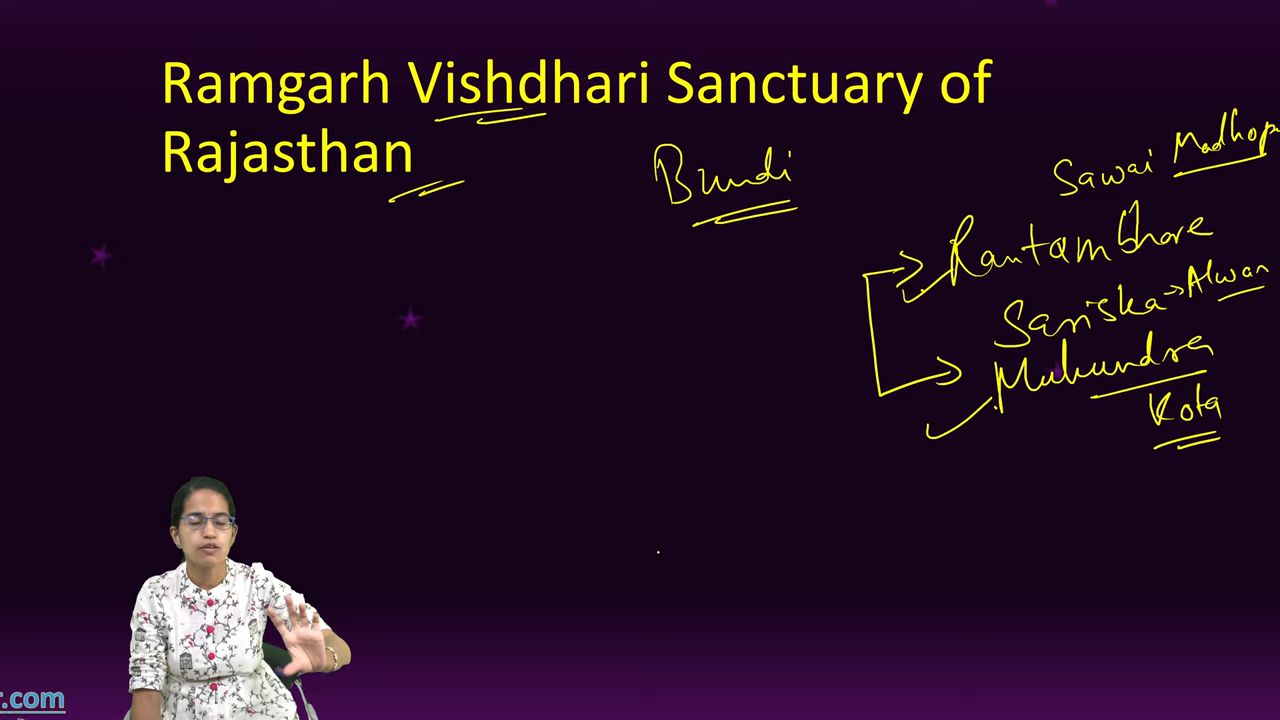 Ramgarh Vishdhari Sanctuary of
Rajasthan
Bundi
Sawai Madhop
Rantambhore
Sariska → Alwar
Mukundra
Kota
r.com